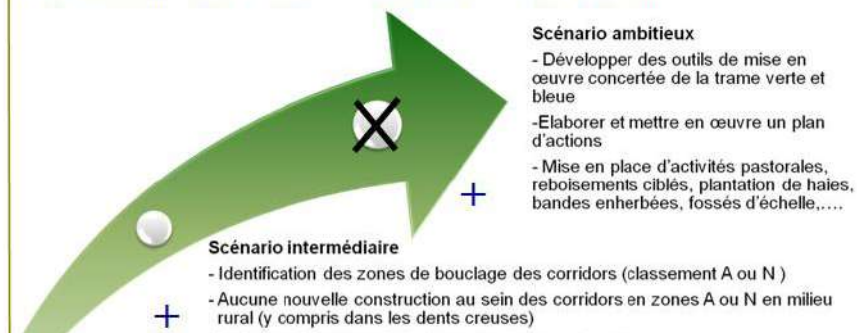 Scénario ambitieux
- Développer des outils de mise en
œuvre concertée de la trame verte et
bleue
-Elaborer et mettre en œuvre un plan
d'actions
- Mise en place d'activités pastorales,
reboisements ciblés, plantation de haies,
bandes enherbées, fossés d'échelle,....
+
Scénario intermédiaire
- Identification des zones de bouclage des corridors (classement A ou N )
- Aucune nouvelle construction au sein des corridors en zones A ou N en milieu
rural (y compris dans les dents creuses)
+